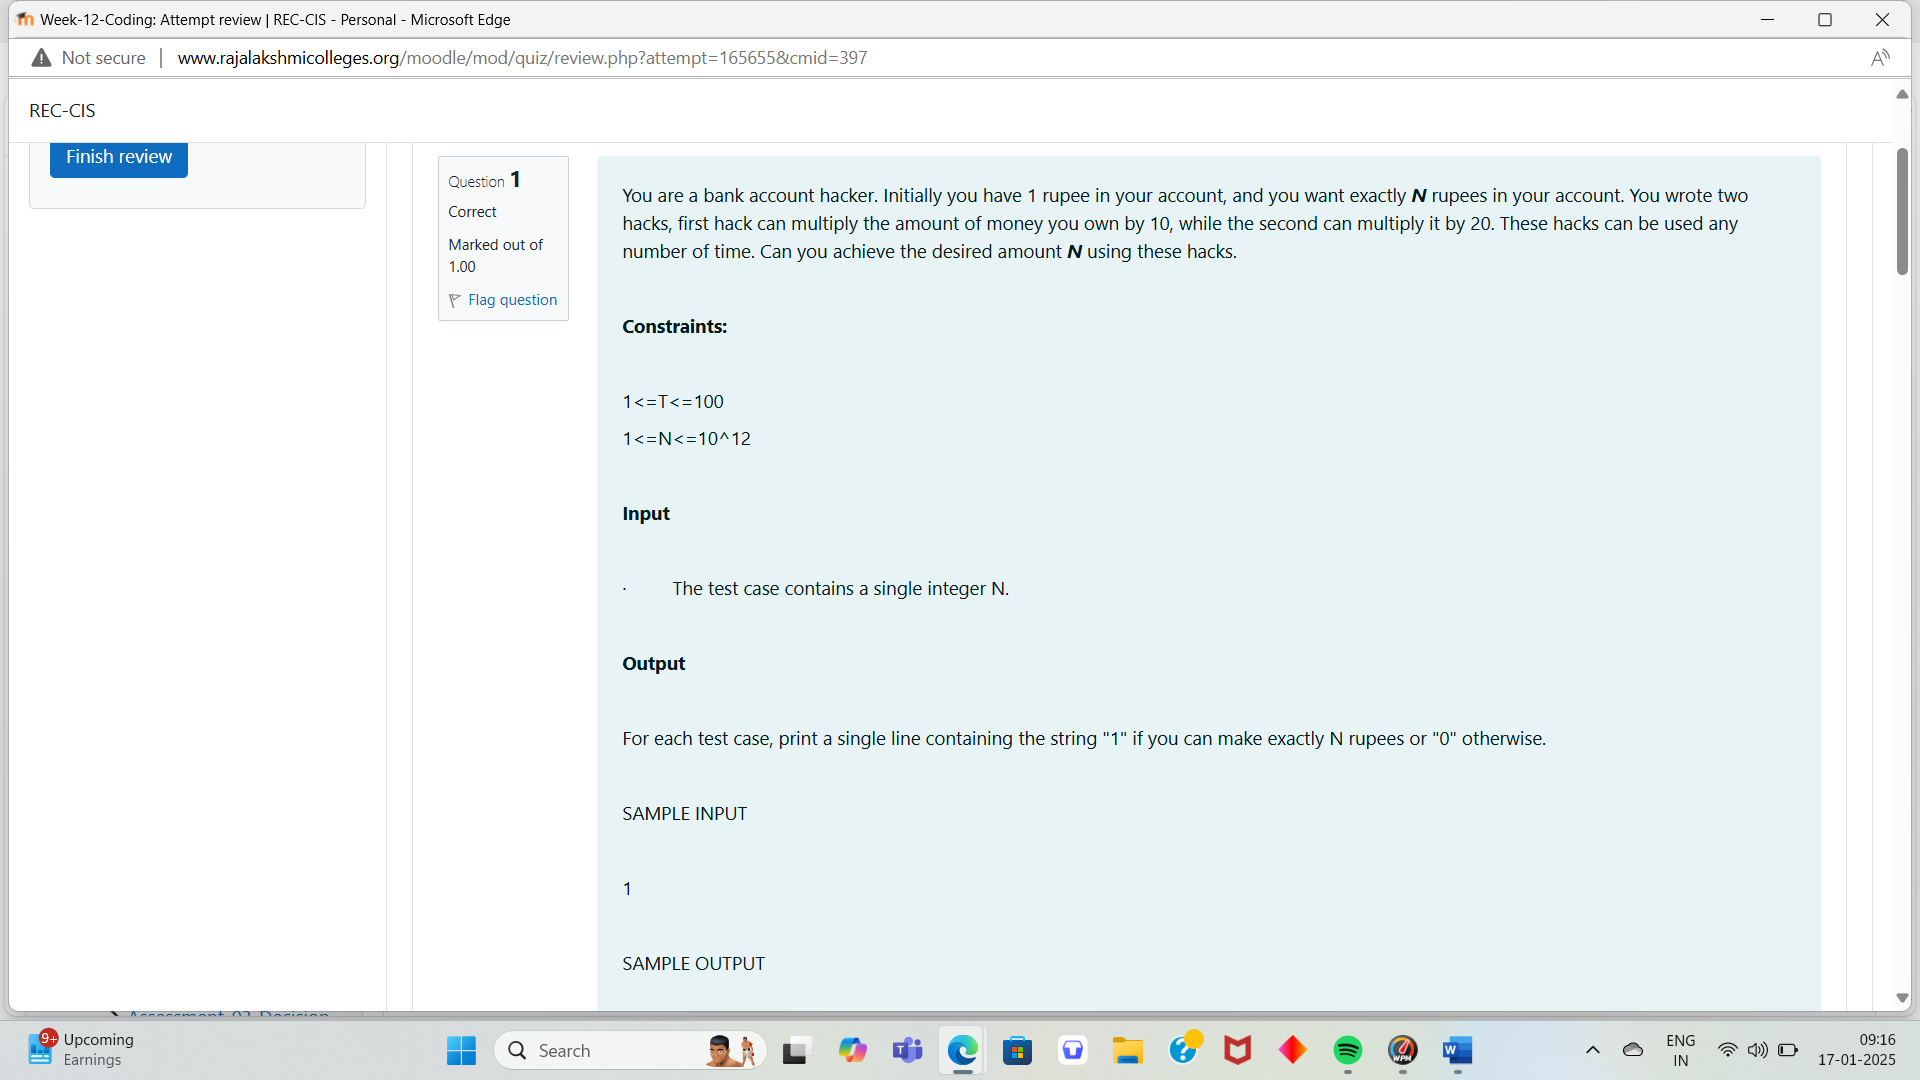 Week-12-Coding: Attempt review | REC-CIS - Personal - Microsoft Edge
Not secure | www.rajalakshmicolleges.org/moodle/mod/quiz/review.php?attempt=165655&cmid=397
REC-CIS
Finish review
Question 1
Correct
Marked out of
1.00
Flag question
You are a bank account hacker. Initially you have 1 rupee in your account, and you want exactly N rupees in your account. You wrote two
hacks, first hack can multiply the amount of money you own by 10, while the second can multiply it by 20. These hacks can be used any
number of time. Can you achieve the desired amount N using these hacks.
Constraints:
1<=T<=100
1<=N<=10^12
Input
· The test case contains a single integer N.
Output
For each test case, print a single line containing the string "1" if you can make exactly N rupees or "0" otherwise.
SAMPLE INPUT
1
SAMPLE OUTPUT
Assessment-02-Decision
9+
Upcoming
Earnings
Search
WPM
ENG
IN
09:16
17-01-2025